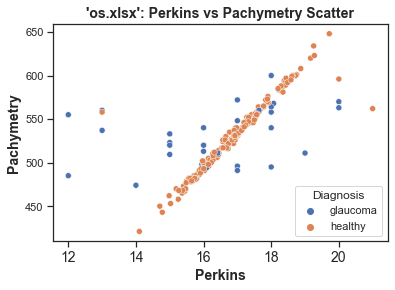 'os.xlsx': Perkins vs Pachymetry Scatter
650
600
550
500
450
Pachymetry
Diagnosis
glaucoma
healthy
12 14 16 18 20
Perkins